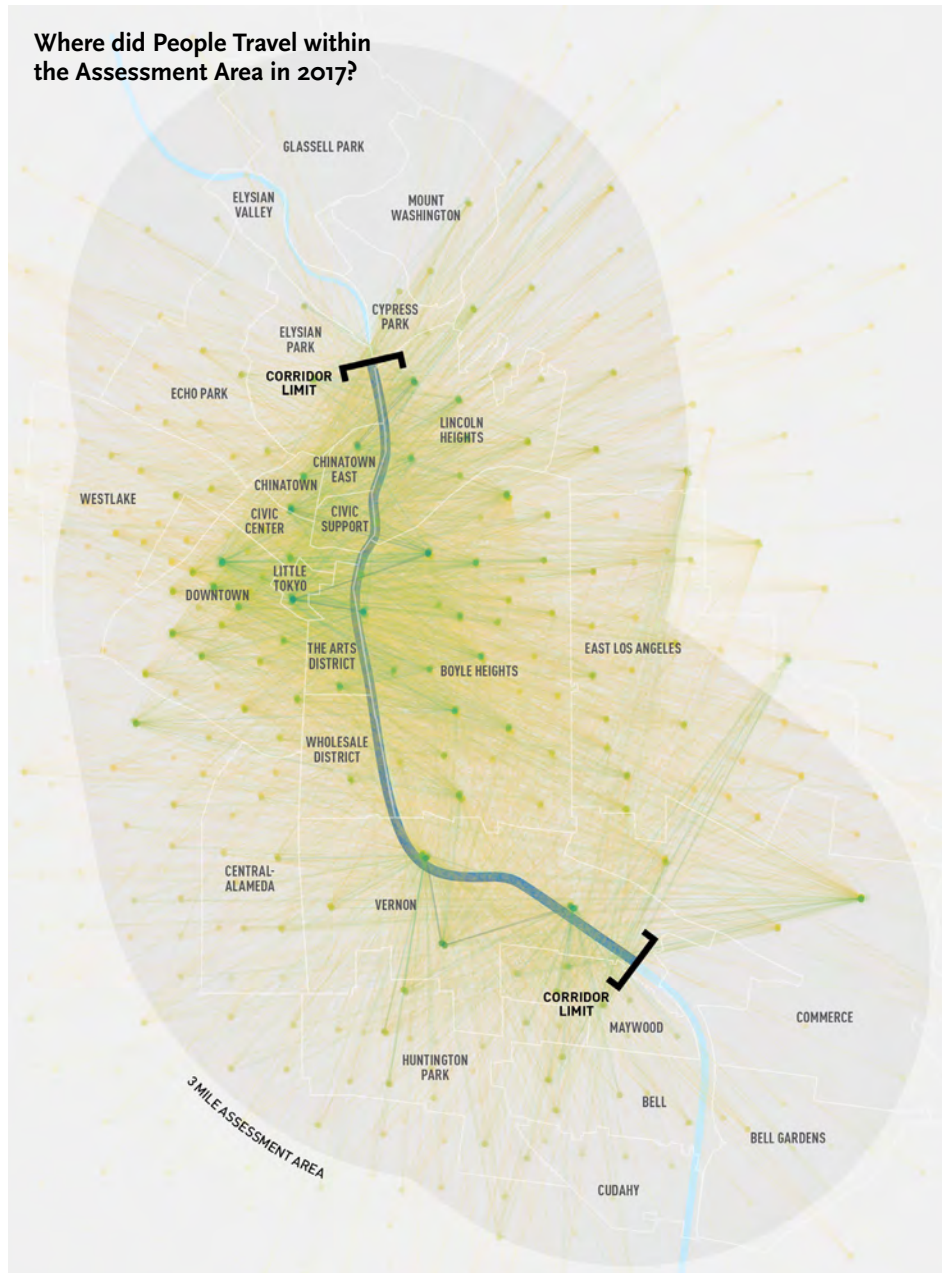 Where did People Travel within
the Assessment Area in 2017?
GLASSELL PARK
ELYSIAN
VALLEY
MOUNT
WASHINGTON
CYPRESS
PARK
ELYSIAN
PARK
CORRIDOR
LIMIT
ECHO PARK
LINCOLN
HEIGHTS
CHINATOWN
EAST
CHINATOWN
WESTLAKE
CIVIC
CENTER
CIVIC
SUPPORT
LITTLE
TOKYO
DOWNTOWN
THE ARTS
DISTRICT
BOYLE HEIGHTS
EAST LOS ANGELES
WHOLESALE
DISTRICT
CENTRAL-
ALAMEDA
VERNON
CORRIDOR
LIMIT
MAYWOOD
COMMERCE
HUNTINGTON
PARK
3 MILE ASSESSMENT AREA
BELL
BELL GARDENS
CUDAHY